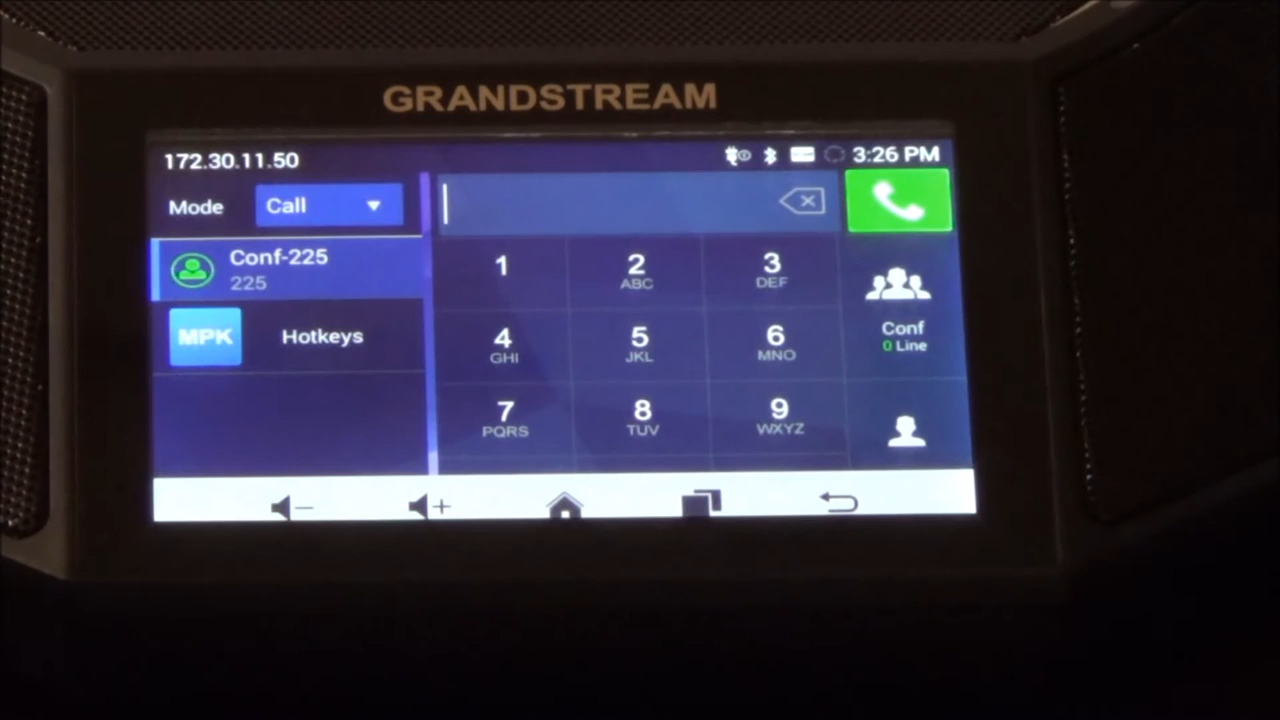 GRANDSTREAM
172.30.11.50
3:26 PM
Mode
Call
Conf-225
225
MPK
Hotkeys
1
2
ABC
3
DEF
4
GHI
5
JKL
6
MNO
7
PQRS
8
TUV
9
WXYZ
Conf
0 Line